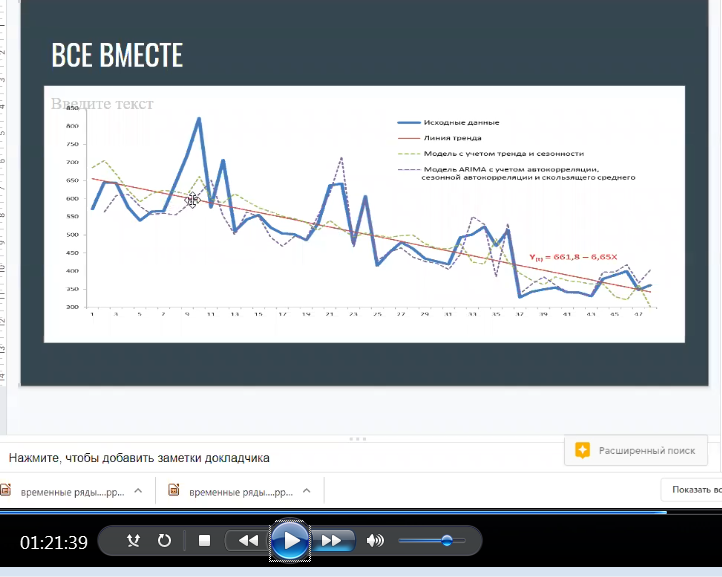 ВСЕ ВМЕСТЕ
Введите текст
850
800
750
700
650
600
550
500
450
400
350
300
1 3 5 7 9 11 13 15 17 19 21 23 25 27 29 31 33 35 37 39 41 43 45 47
Исходные данные
Линия тренда
Модель с учетом тренда и сезонности
Модель ARIMA с учетом автокорреляции,
сезонной автокорреляции и скользящего среднего
Y(t) = 661,8 – 6,65X
Расширенный поиск
Нажмите, чтобы добавить заметки докладчика
временные ряды....pp...
временные ряды....pp...
Показать вс
01:21:39